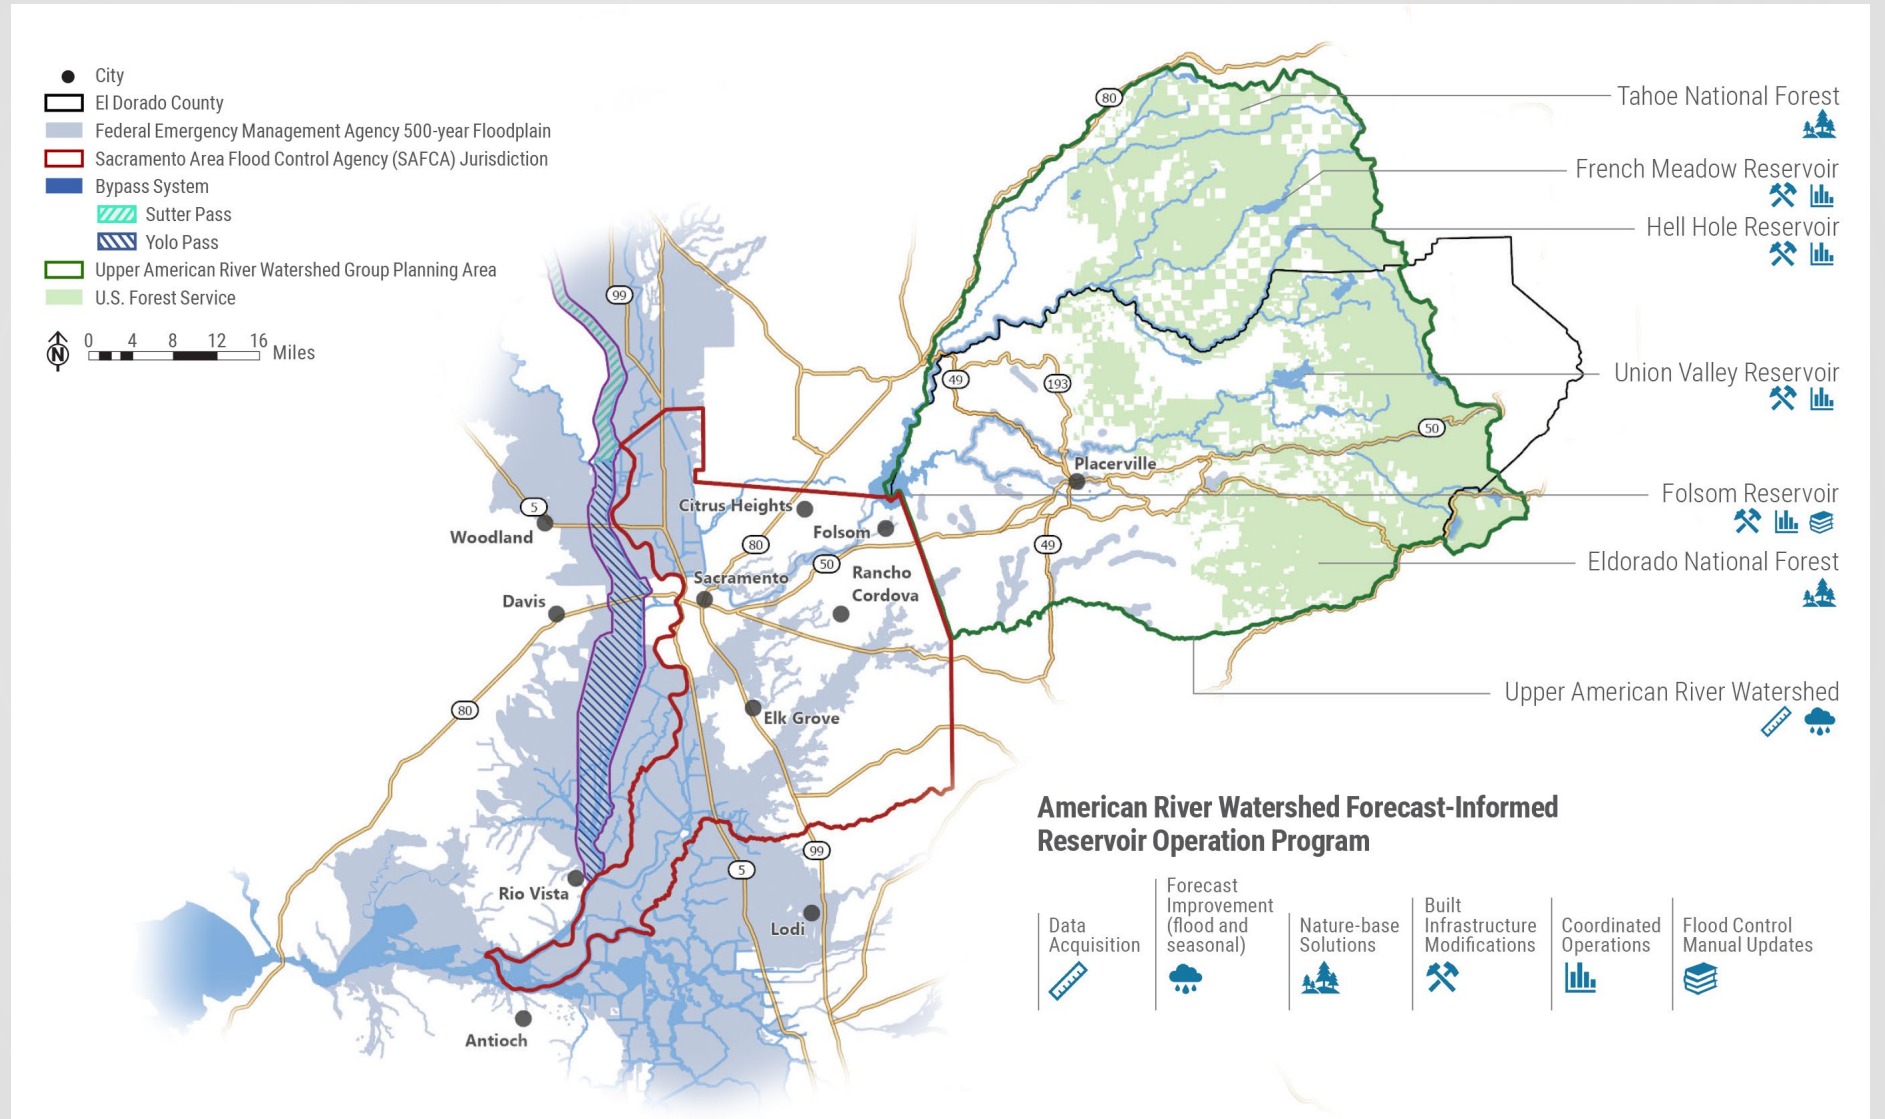 City
El Dorado County
Federal Emergency Management Agency 500-year Floodplain
Sacramento Area Flood Control Agency (SAFCA) Jurisdiction
Bypass System
Sutter Pass
Yolo Pass
Upper American River Watershed Group Planning Area
U.S. Forest Service
N
0 4 8 12 16 Miles
80
Tahoe National Forest
French Meadow Reservoir
Hell Hole Reservoir
99
Union Valley Reservoir
49
193
50
Placerville
Folsom Reservoir
5
Woodland
Citrus Heights
Folsom
80
49
50
Eldorado National Forest
Sacramento
Rancho
Cordova
Davis
Upper American River Watershed
80
Elk Grove
99
5
Rio Vista
Lodi
Antioch
American River Watershed Forecast-Informed
Reservoir Operation Program
Data
Acquisition
Forecast
Improvement
(flood and
seasonal)
Nature-base
Solutions
Built
Infrastructure
Modifications
Coordinated
Operations
Flood Control
Manual Updates